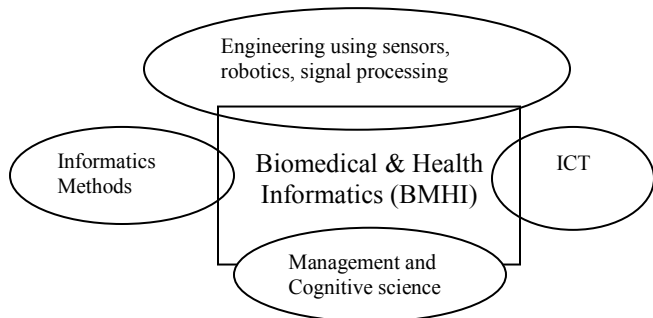 Engineering using sensors,
robotics, signal processing
Informatics
Methods
Biomedical & Health
Informatics (BMHI)
ICT
Management and
Cognitive science